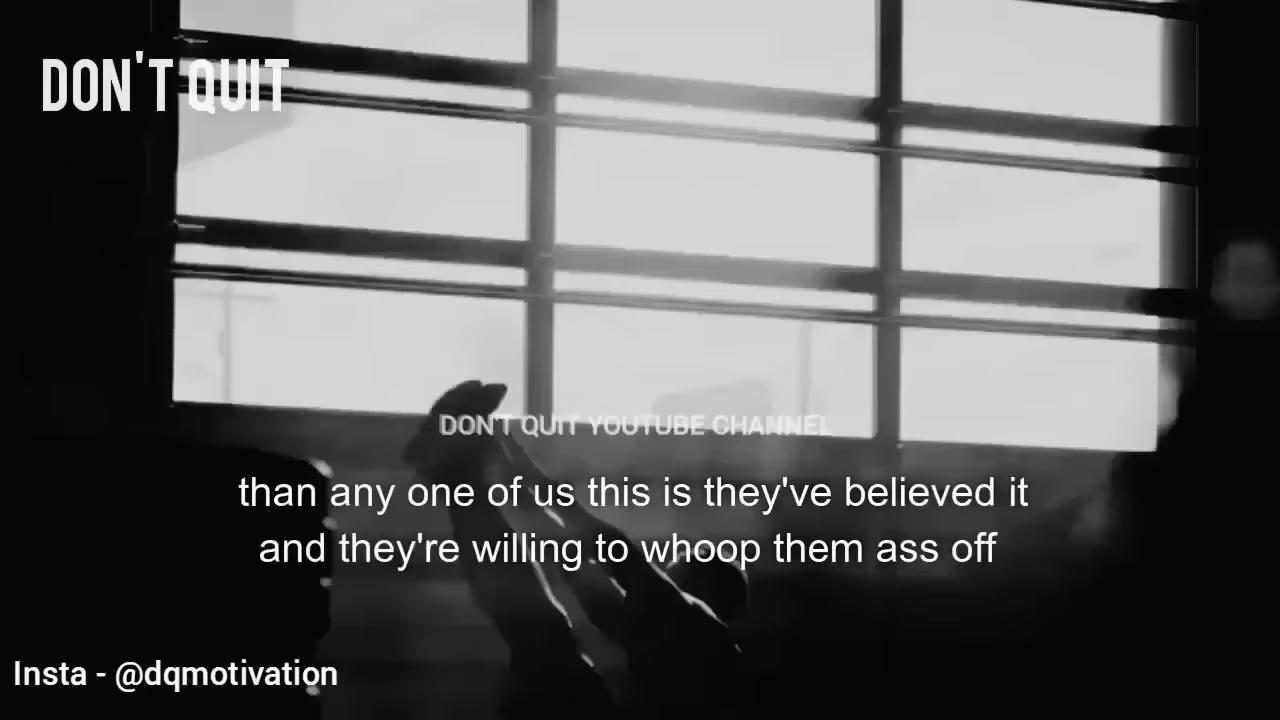 DON'T QUIT
DON'T QUIT YOUTUBE CHANNEL
than any one of us this is they've believed it
and they're willing to whoop them ass off
Insta - @dqmotivation